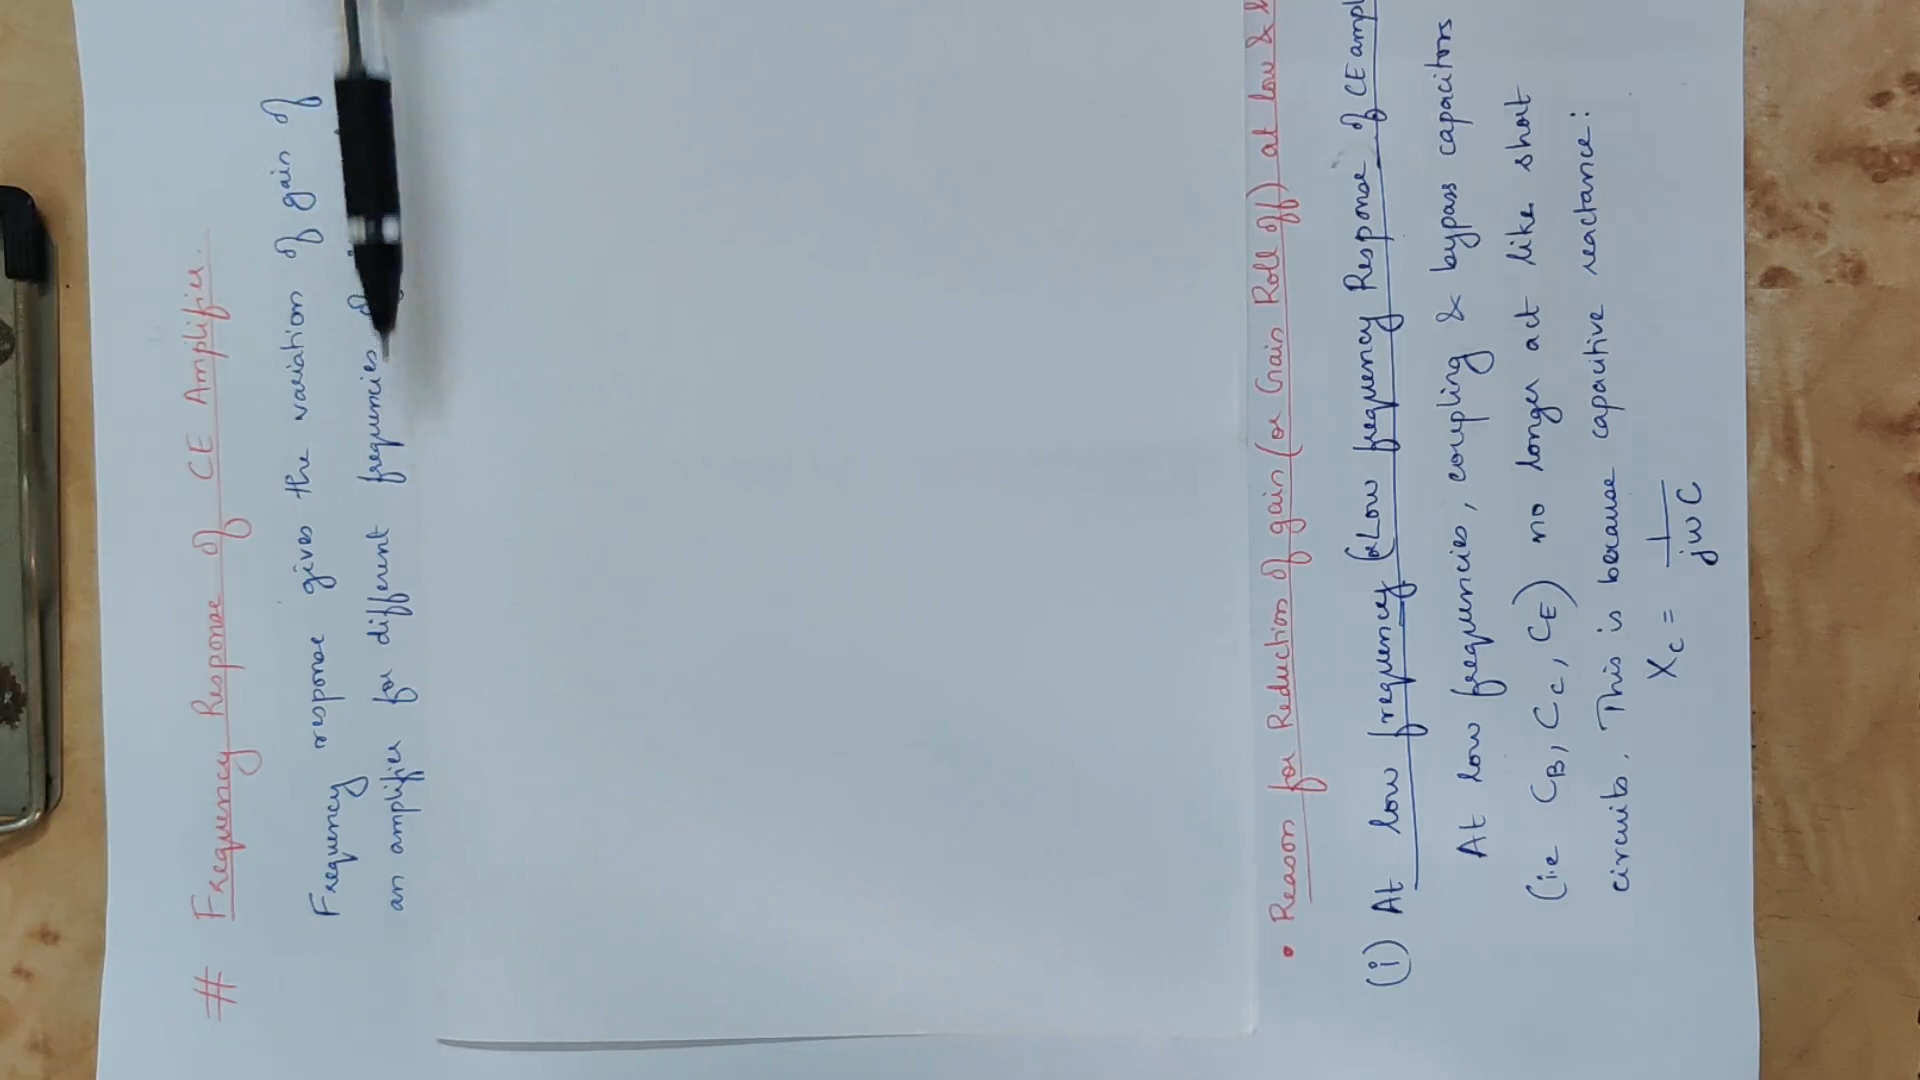 # Frequency Response of CE Amplifier.
Frequency response gives the variation of gain of
an amplifier for different frequencies
• Reason for Reduction of gain (or Gain Roll off) at low &
(i) At low frequency (or Low frequency Response of CE ampl
At low frequencies, coupling & bypass capacitors
(i.e CB, CC, CE) no longer act like short
circuits. This is because capacitive reactance:
Xc = 1/jωC